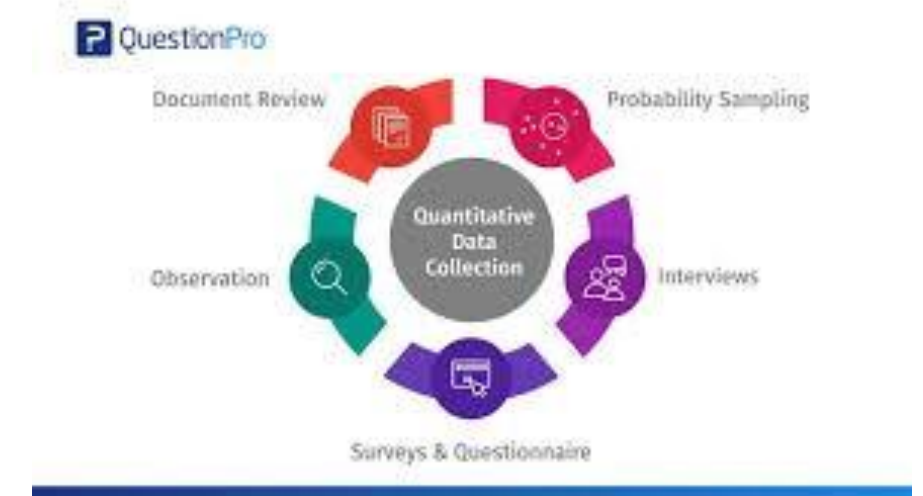 QuestionPro
Document Review
Probability Sampling
Quantitative
Data
Collection
Observation
Interviews
Surveys & Questionnaire